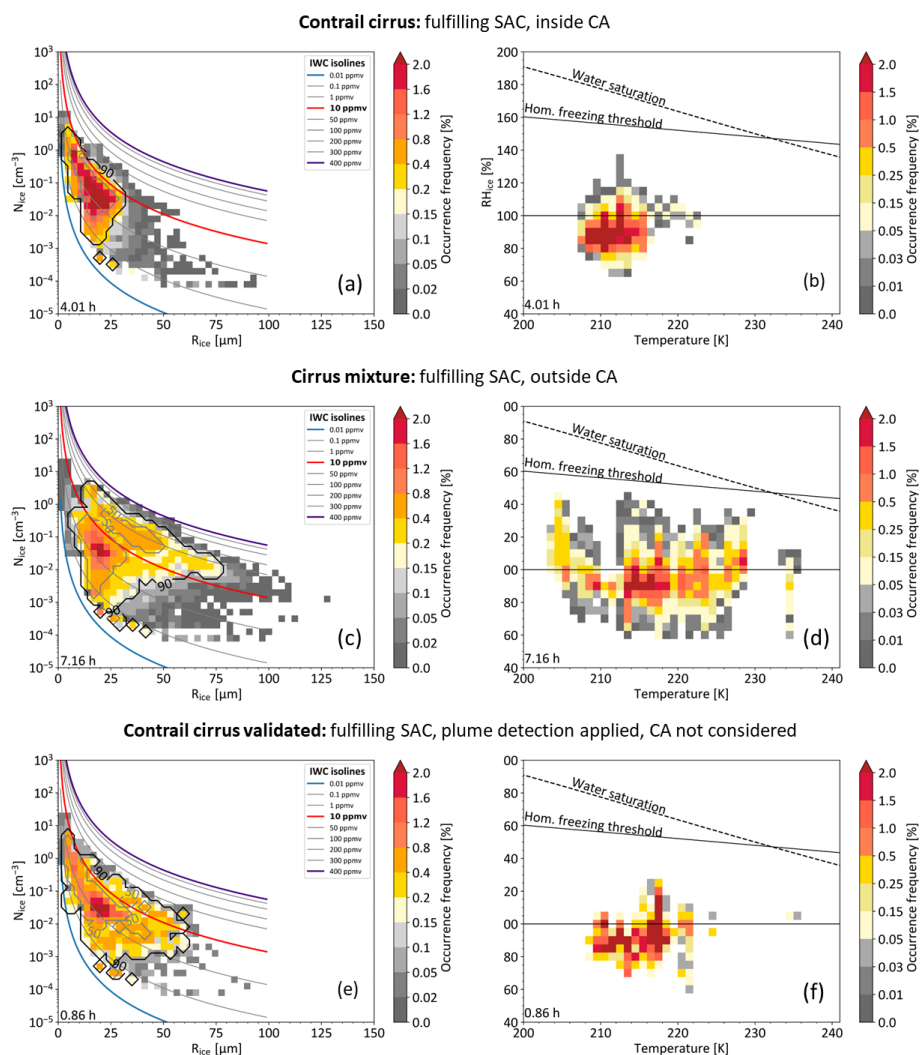 Contrail cirrus: fulfilling SAC, inside CA
10³
10²
10¹
10⁰
10⁻¹
10⁻²
10⁻³
10⁻⁴
10⁻⁵
N_ice [cm⁻³]
IWC isolines
0.01 ppmv
0.1 ppmv
1 ppmv
10 ppmv
50 ppmv
100 ppmv
200 ppmv
300 ppmv
400 ppmv
90
(a)
4.01 h
0 25 50 75 100 125 150
R_ice [µm]
2.0
1.6
1.2
0.8
0.4
0.2
0.15
0.1
0.05
0.02
0.0
Occurrence frequency [%]
200
180
160
140
120
100
80
60
40
RH_ICE [%]
Water saturation
Hom. freezing threshold
(b)
4.01 h
200 210 220 230 240
Temperature [K]
2.0
1.5
1.0
0.5
0.25
0.15
0.10
0.05
0.03
0.01
0.0
Occurrence frequency [%]
Cirrus mixture: fulfilling SAC, outside CA
10³
10²
10¹
10⁰
10⁻¹
10⁻²
10⁻³
10⁻⁴
10⁻⁵
N_ice [cm⁻³]
IWC isolines
0.01 ppmv
0.1 ppmv
1 ppmv
10 ppmv
50 ppmv
100 ppmv
200 ppmv
300 ppmv
400 ppmv
90
90
(c)
7.16 h
0 25 50 75 100 125 150
R_ice [µm]
2.0
1.6
1.2
0.8
0.4
0.2
0.15
0.1
0.05
0.02
0.0
Occurrence frequency [%]
00
80
60
40
20
00
80
60
40
Water saturation
Hom. freezing threshold
(d)
7.16 h
200 210 220 230 240
Temperature [K]
2.0
1.5
1.0
0.5
0.25
0.15
0.10
0.05
0.03
0.01
0.0
Occurrence frequency [%]
Contrail cirrus validated: fulfilling SAC, plume detection applied, CA not considered
10³
10²
10¹
10⁰
10⁻¹
10⁻²
10⁻³
10⁻⁴
10⁻⁵
N_ice [cm⁻³]
IWC isolines
0.01 ppmv
0.1 ppmv
1 ppmv
10 ppmv
50 ppmv
100 ppmv
200 ppmv
300 ppmv
400 ppmv
90
50
50
90
(e)
0.86 h
0 25 50 75 100 125 150
R_ice [µm]
2.0
1.6
1.2
0.8
0.4
0.2
0.15
0.1
0.05
0.02
0.0
Occurrence frequency [%]
00
80
60
40
20
00
80
60
40
Water saturation
Hom. freezing threshold
(f)
0.86 h
200 210 220 230 240
Temperature [K]
2.0
1.5
1.0
0.5
0.25
0.15
0.10
0.05
0.03
0.01
0.0
Occurrence frequency [%]